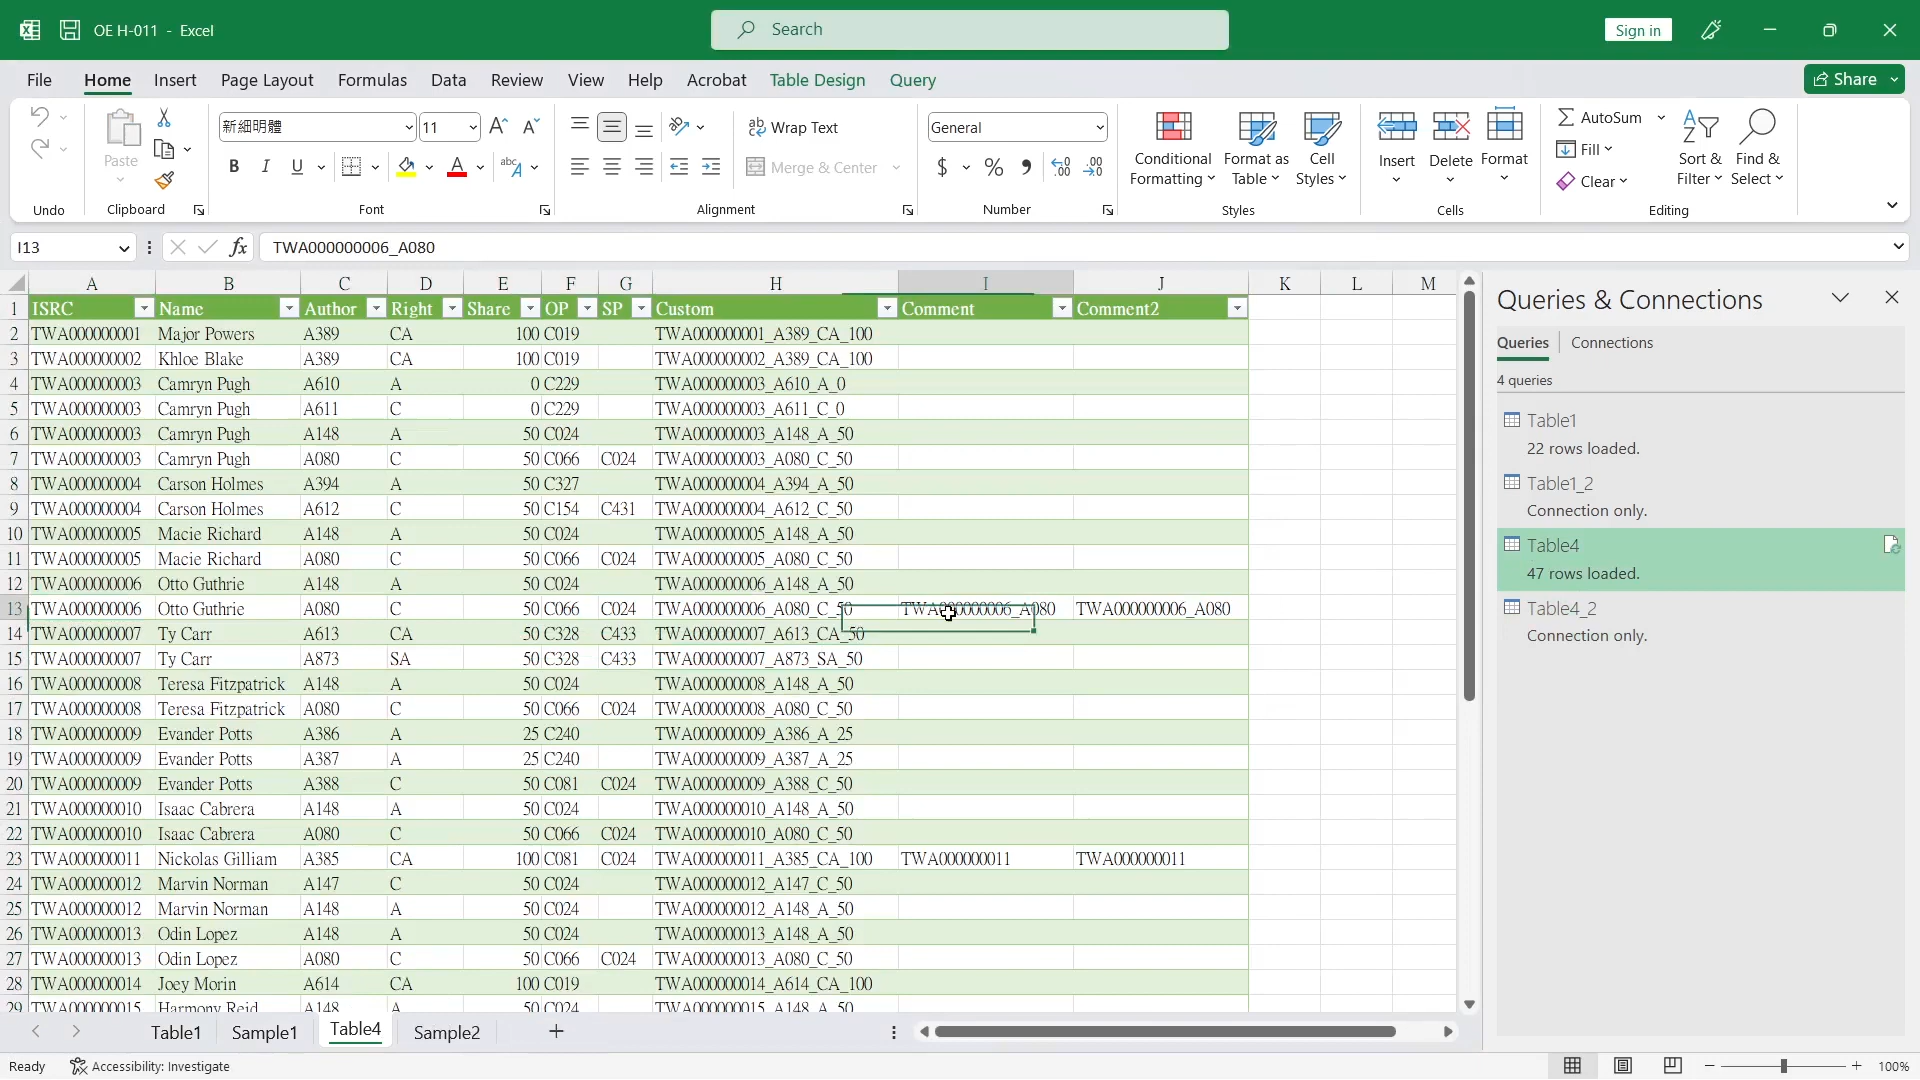 OE H-011 - Excel
Search
Sign in
File Home Insert Page Layout Formulas Data Review View Help Acrobat Table Design Query
Share
Paste
新細明體 11
B I U
Wrap Text
Merge & Center
General
$ % 9
Conditional Formatting
Format as Table
Cell Styles
Insert Delete Format
AutoSum
Fill
Clear
Sort & Filter
Find & Select
Undo Clipboard Font Alignment Number Styles Cells Editing
I13 fx TWA000000006_A080
A B C D E F G H I J K L M
1 ISRC Name Author Right Share OP SP Custom Comment Comment2
2 TWA000000001 Major Powers A389 CA 100 C019 TWA000000001_A389_CA_100
3 TWA000000002 Khloe Blake A389 CA 100 C019 TWA000000002_A389_CA_100
4 TWA000000003 Camryn Pugh A610 A 0 C229 TWA000000003_A610_A_0
5 TWA000000003 Camryn Pugh A611 C 0 C229 TWA000000003_A611_C_0
6 TWA000000003 Camryn Pugh A148 A 50 C024 TWA000000003_A148_A_50
7 TWA000000003 Camryn Pugh A080 C 50 C066 C024 TWA000000003_A080_C_50
8 TWA000000004 Carson Holmes A394 A 50 C327 TWA000000004_A394_A_50
9 TWA000000004 Carson Holmes A612 C 50 C154 C431 TWA000000004_A612_C_50
10 TWA000000005 Macie Richard A148 A 50 C024 TWA000000005_A148_A_50
11 TWA000000005 Macie Richard A080 C 50 C066 C024 TWA000000005_A080_C_50
12 TWA000000006 Otto Guthrie A148 A 50 C024 TWA000000006_A148_A_50
13 TWA000000006 Otto Guthrie A080 C 50 C066 C024 TWA000000006_A080_C_50 TWA000000006_A080 TWA000000006_A080
14 TWA000000007 Ty Carr A613 CA 50 C328 C433 TWA000000007_A613_CA_50
15 TWA000000007 Ty Carr A873 SA 50 C328 C433 TWA000000007_A873_SA_50
16 TWA000000008 Teresa Fitzpatrick A148 A 50 C024 TWA000000008_A148_A_50
17 TWA000000008 Teresa Fitzpatrick A080 C 50 C066 C024 TWA000000008_A080_C_50
18 TWA000000009 Evander Potts A386 A 25 C240 TWA000000009_A386_A_25
19 TWA000000009 Evander Potts A387 A 25 C240 TWA000000009_A387_A_25
20 TWA000000009 Evander Potts A388 C 50 C081 C024 TWA000000009_A388_C_50
21 TWA000000010 Isaac Cabrera A148 A 50 C024 TWA000000010_A148_A_50
22 TWA000000010 Isaac Cabrera A080 C 50 C066 C024 TWA000000010_A080_C_50
23 TWA000000011 Nickolas Gilliam A385 CA 100 C081 C024 TWA000000011_A385_CA_100 TWA000000011 TWA000000011
24 TWA000000012 Marvin Norman A147 C 50 C024 TWA000000012_A147_C_50
25 TWA000000012 Marvin Norman A148 A 50 C024 TWA000000012_A148_A_50
26 TWA000000013 Odin Lopez A148 A 50 C024 TWA000000013_A148_A_50
27 TWA000000013 Odin Lopez A080 C 50 C066 C024 TWA000000013_A080_C_50
28 TWA000000014 Joey Morin A614 CA 100 C019 TWA000000014_A614_CA_100
29 TWA000000015 Harmony Reid A148 A 50 C024 TWA000000015_A148_A_50
Queries & Connections
Queries Connections
4 queries
Table1
22 rows loaded.
Table1_2
Connection only.
Table4
47 rows loaded.
Table4_2
Connection only.
Table1 Sample1 Table4 Sample2
Ready Accessibility: Investigate
100%